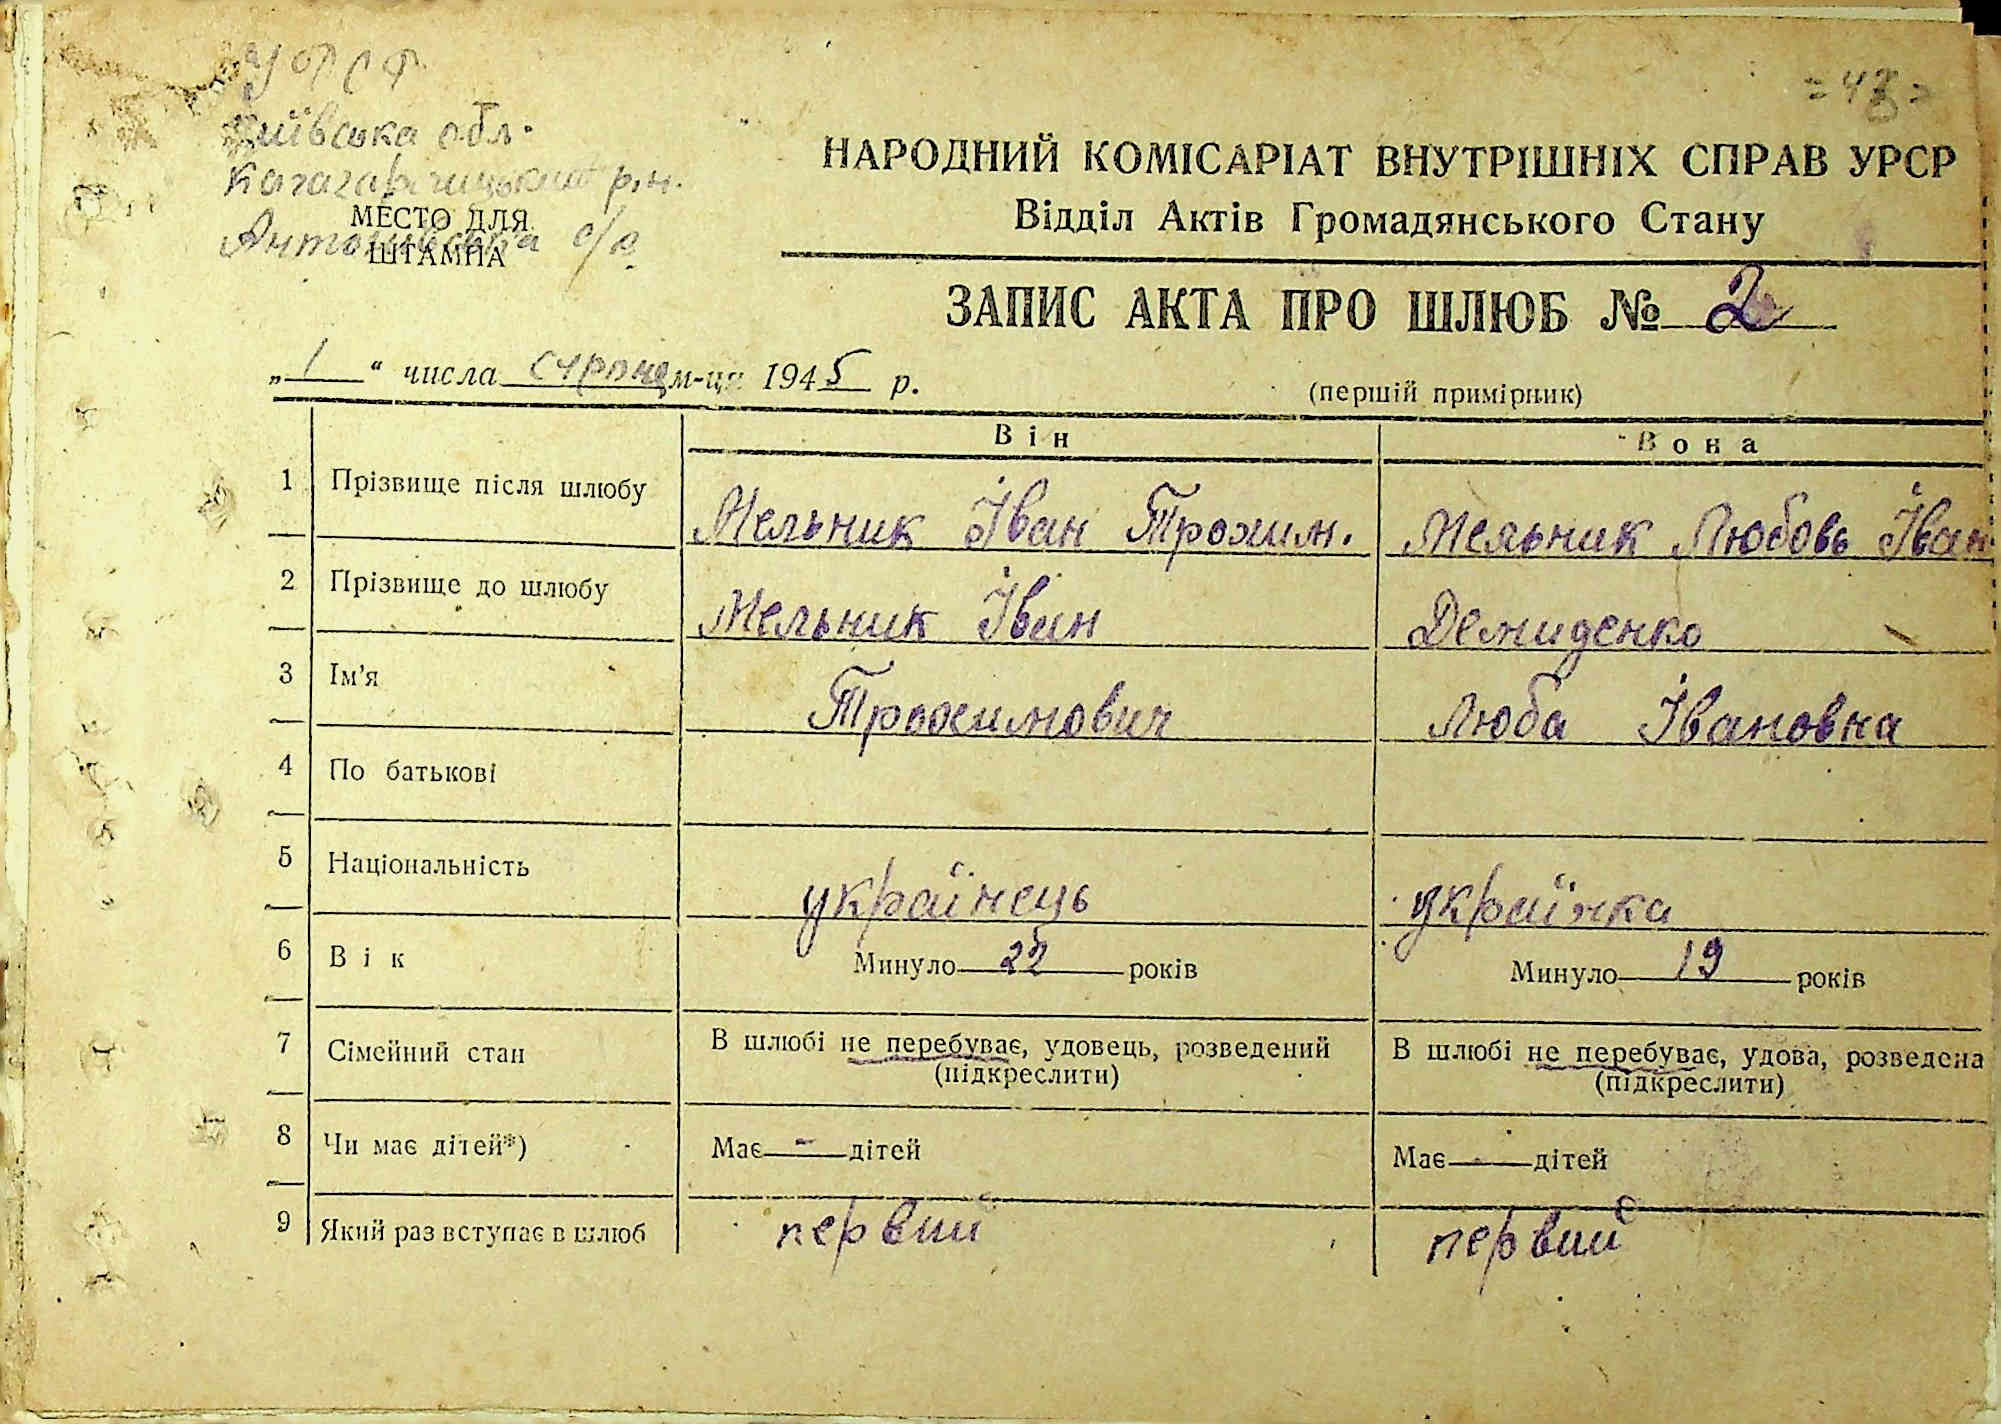 УРСР
Київська обл.
Кагарлицький р.н.
МЕСТО ДЛЯ
ШТАМПА
Антонівська с/р
= 48 =
НАРОДНИЙ КОМІСАРІАТ ВНУТРІШНІХ СПРАВ УРСР
Відділ Актів Громадянського Стану
ЗАПИС АКТА ПРО ШЛЮБ № 2
„ 1 “ числа м-ця 1945 р.
(перший примірник)
Він Вона
1 Прізвище після шлюбу Мельник Іван Трохим. Мельник Любовь Іван
2 Прізвище до шлюбу Мельник Іван Демиденко
3 Ім'я Трохимович Люба Івановна
4 По батькові
5 Національність українець українка
6 Вік Минуло 22 років Минуло 19 років
7 Сімейний стан В шлюбі не перебуває, удовець, розведений В шлюбі не перебуває, удова, розведена
(підкреслити) (підкреслити)
8 Чи має дітей*) Має - дітей Має - дітей
9 Який раз вступає в шлюб первий первий